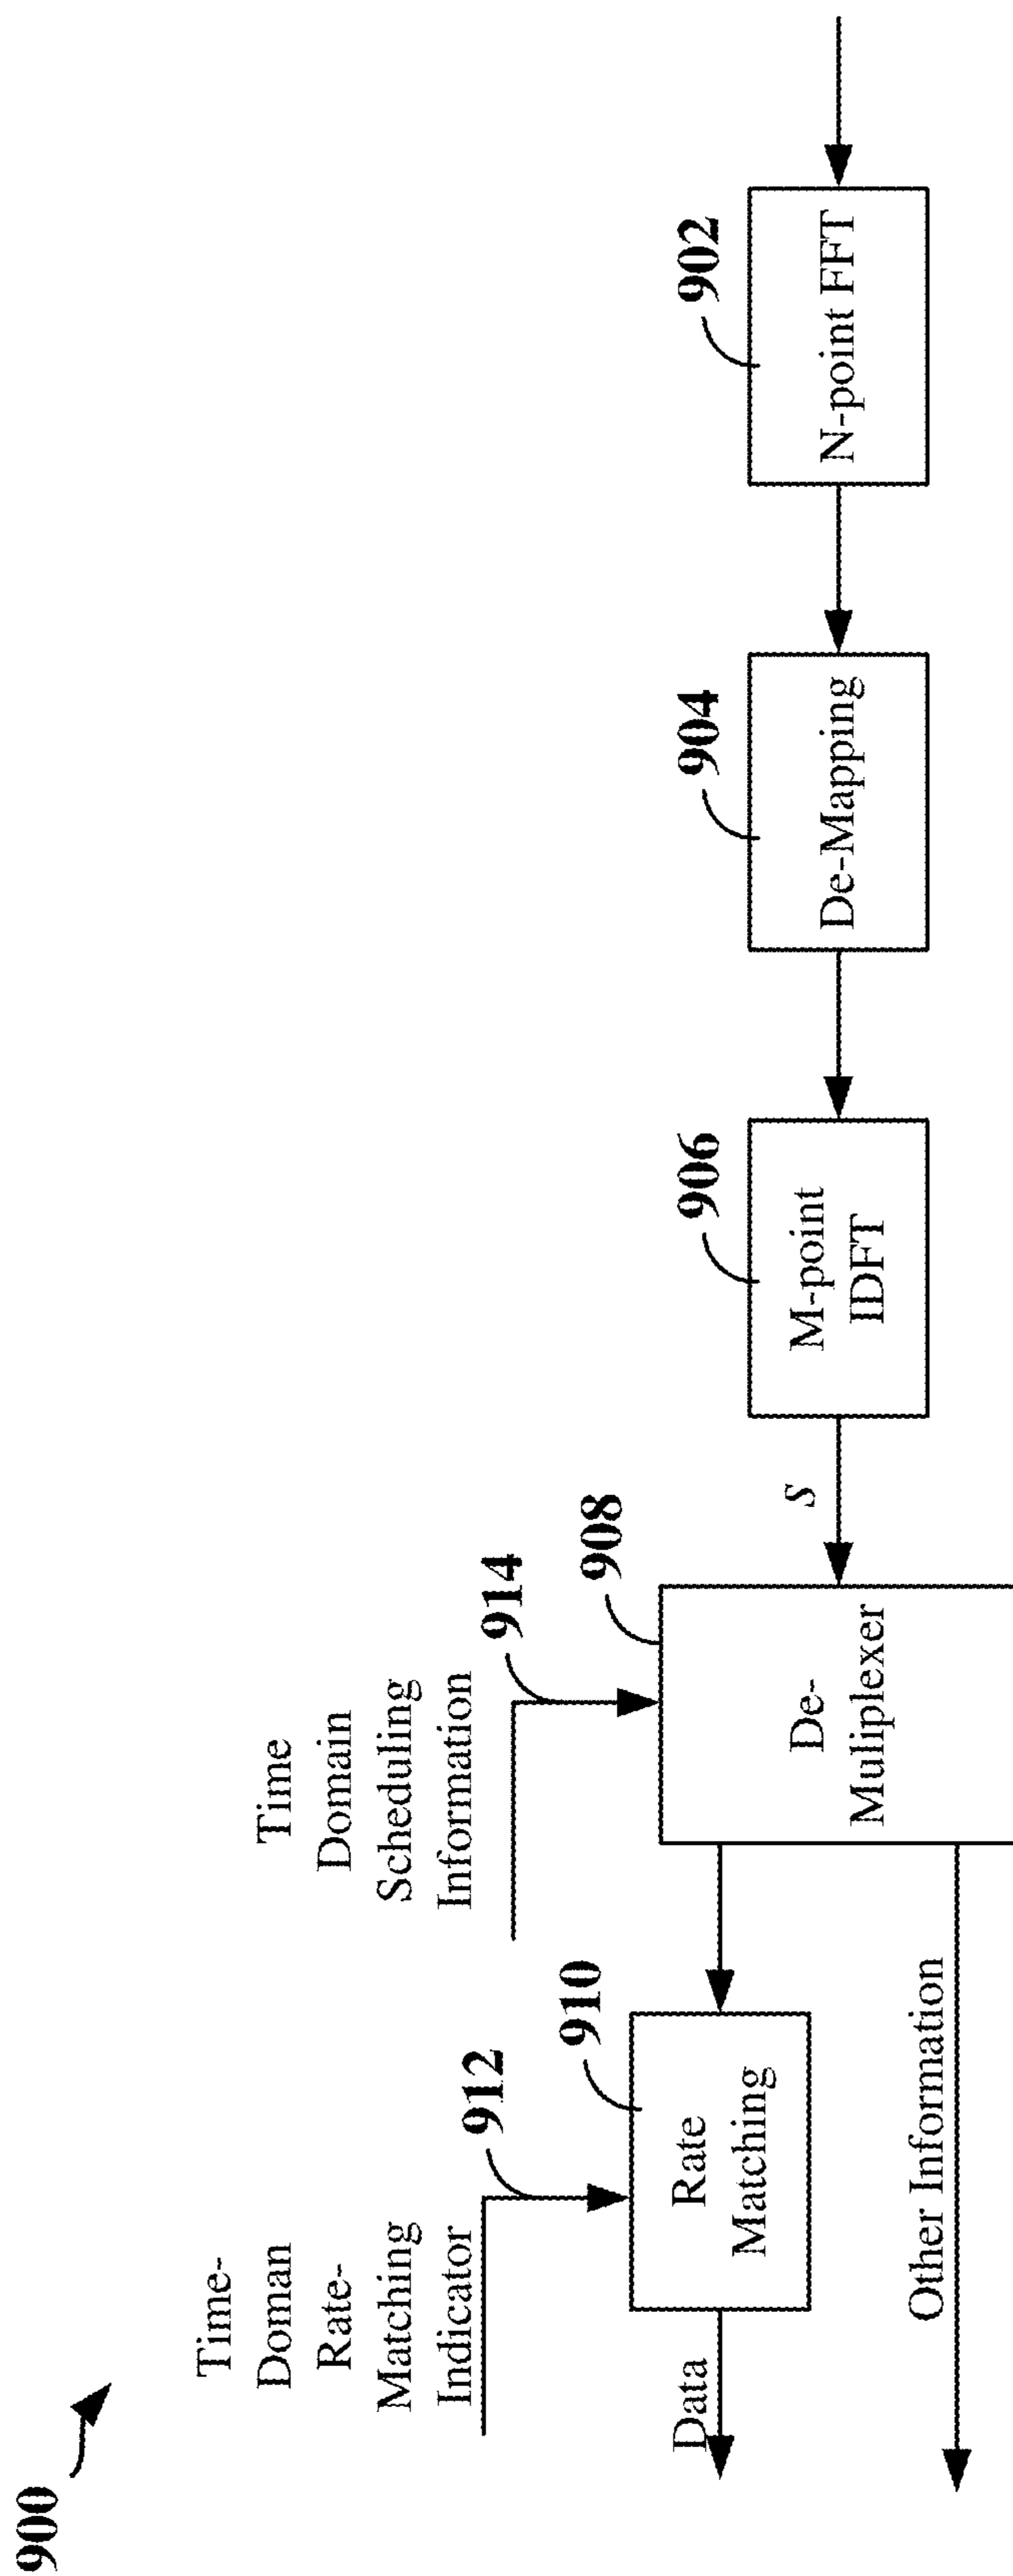 900
Time-
Doman
Rate-
Matching
Indicator
912
Time
Domain
Scheduling
Information
914
910
Rate
Matching
Data
Other Information
908
De-
Muliplexer
s
906
M-point
IDFT
904
De-Mapping
902
N-point FFT